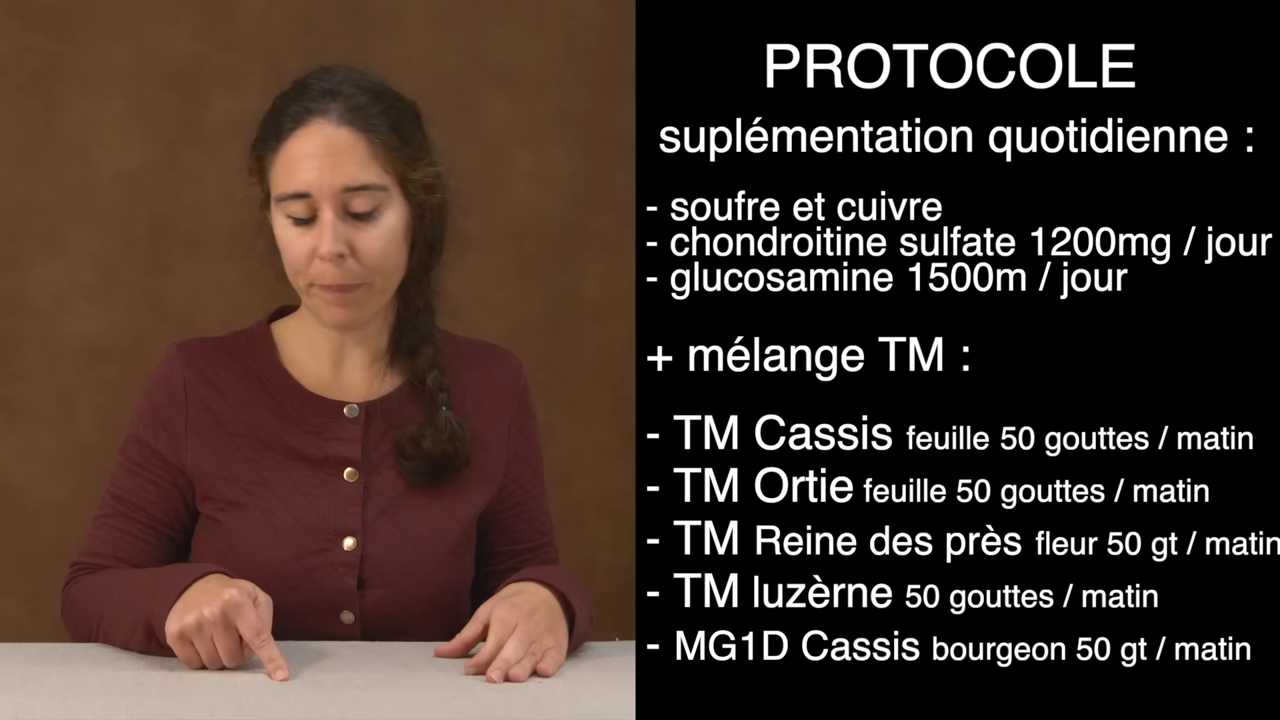 PROTOCOLE
suplémentation quotidienne :
- soufre et cuivre
- chondroitine sulfate 1200mg / jour
- glucosamine 1500m / jour
+ mélange TM :
- TM Cassis feuille 50 gouttes / matin
- TM Ortie feuille 50 gouttes / matin
- TM Reine des près fleur 50 gt / matin
- TM luzèrne 50 gouttes / matin
- MG1D Cassis bourgeon 50 gt / matin